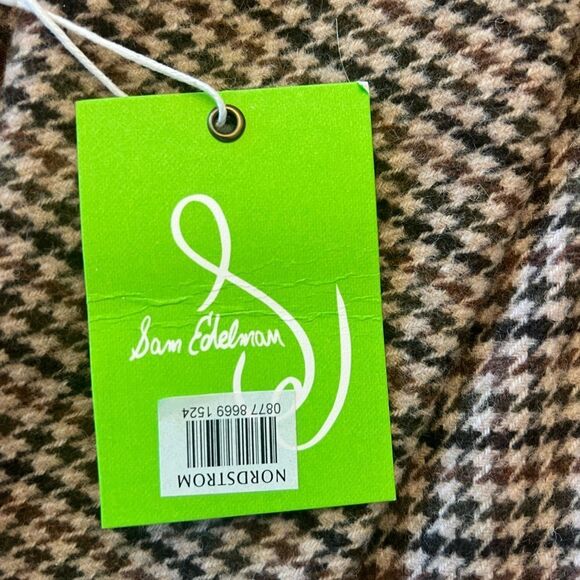 Sam Edelman
NORDSTROM
0877 8669 1524